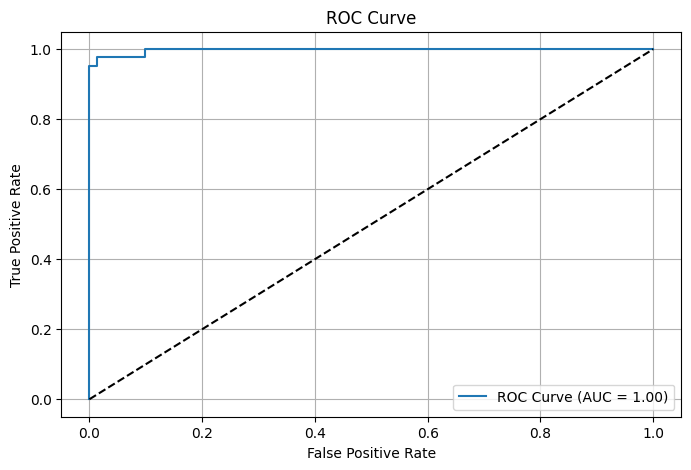 ROC Curve
True Positive Rate
1.0
0.8
0.6
0.4
0.2
0.0
ROC Curve (AUC = 1.00)
0.0 0.2 0.4 0.6 0.8 1.0
False Positive Rate